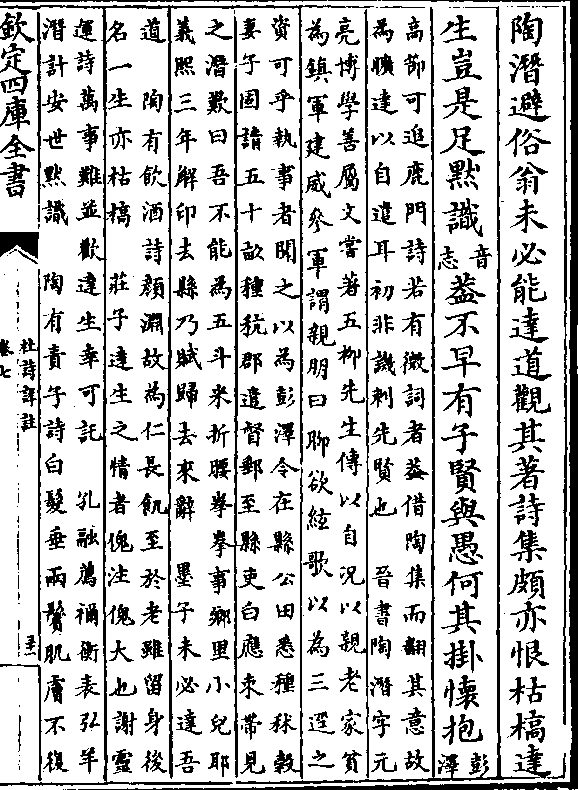 陶潛避俗翁未必能達道觀其著詩集頗亦恨枯槁達
生豈是足默識
音
志
蓋不早有子賢與愚何其掛懷抱
彭
澤
高節可追鹿門詩若有微詞者蓋借陶集而翻其意故
為曠達以自遣耳初非譏刺先賢也　晉書陶潛字元
亮博學善屬文嘗著五柳先生傳以自況以親老家貧
為鎮軍建威參軍謂親朋曰聊欲絃歌以為三逕之
資可乎執事者聞之以為彭澤令在縣公田悉種秫穀
妻子固請五十畝種秔郡遣督郵至縣吏白應束帶見
之潛歎曰吾不能為五斗米折腰拳拳事鄉里小兒耶
義熙三年解印去縣乃賦歸去來辭　墨子未必達吾
道　陶有飲酒詩顏淵故為仁長飢至於老雖留身後
名一生亦枯槁　莊子達生之情者傀注傀大也謝靈
運詩萬事難並歡達生幸可託　孔融薦禰衡表弘羊
潛計安世默識　陶有責子詩白髮垂兩鬢肌膚不復
欽定四庫全書
杜詩詳註
卷七